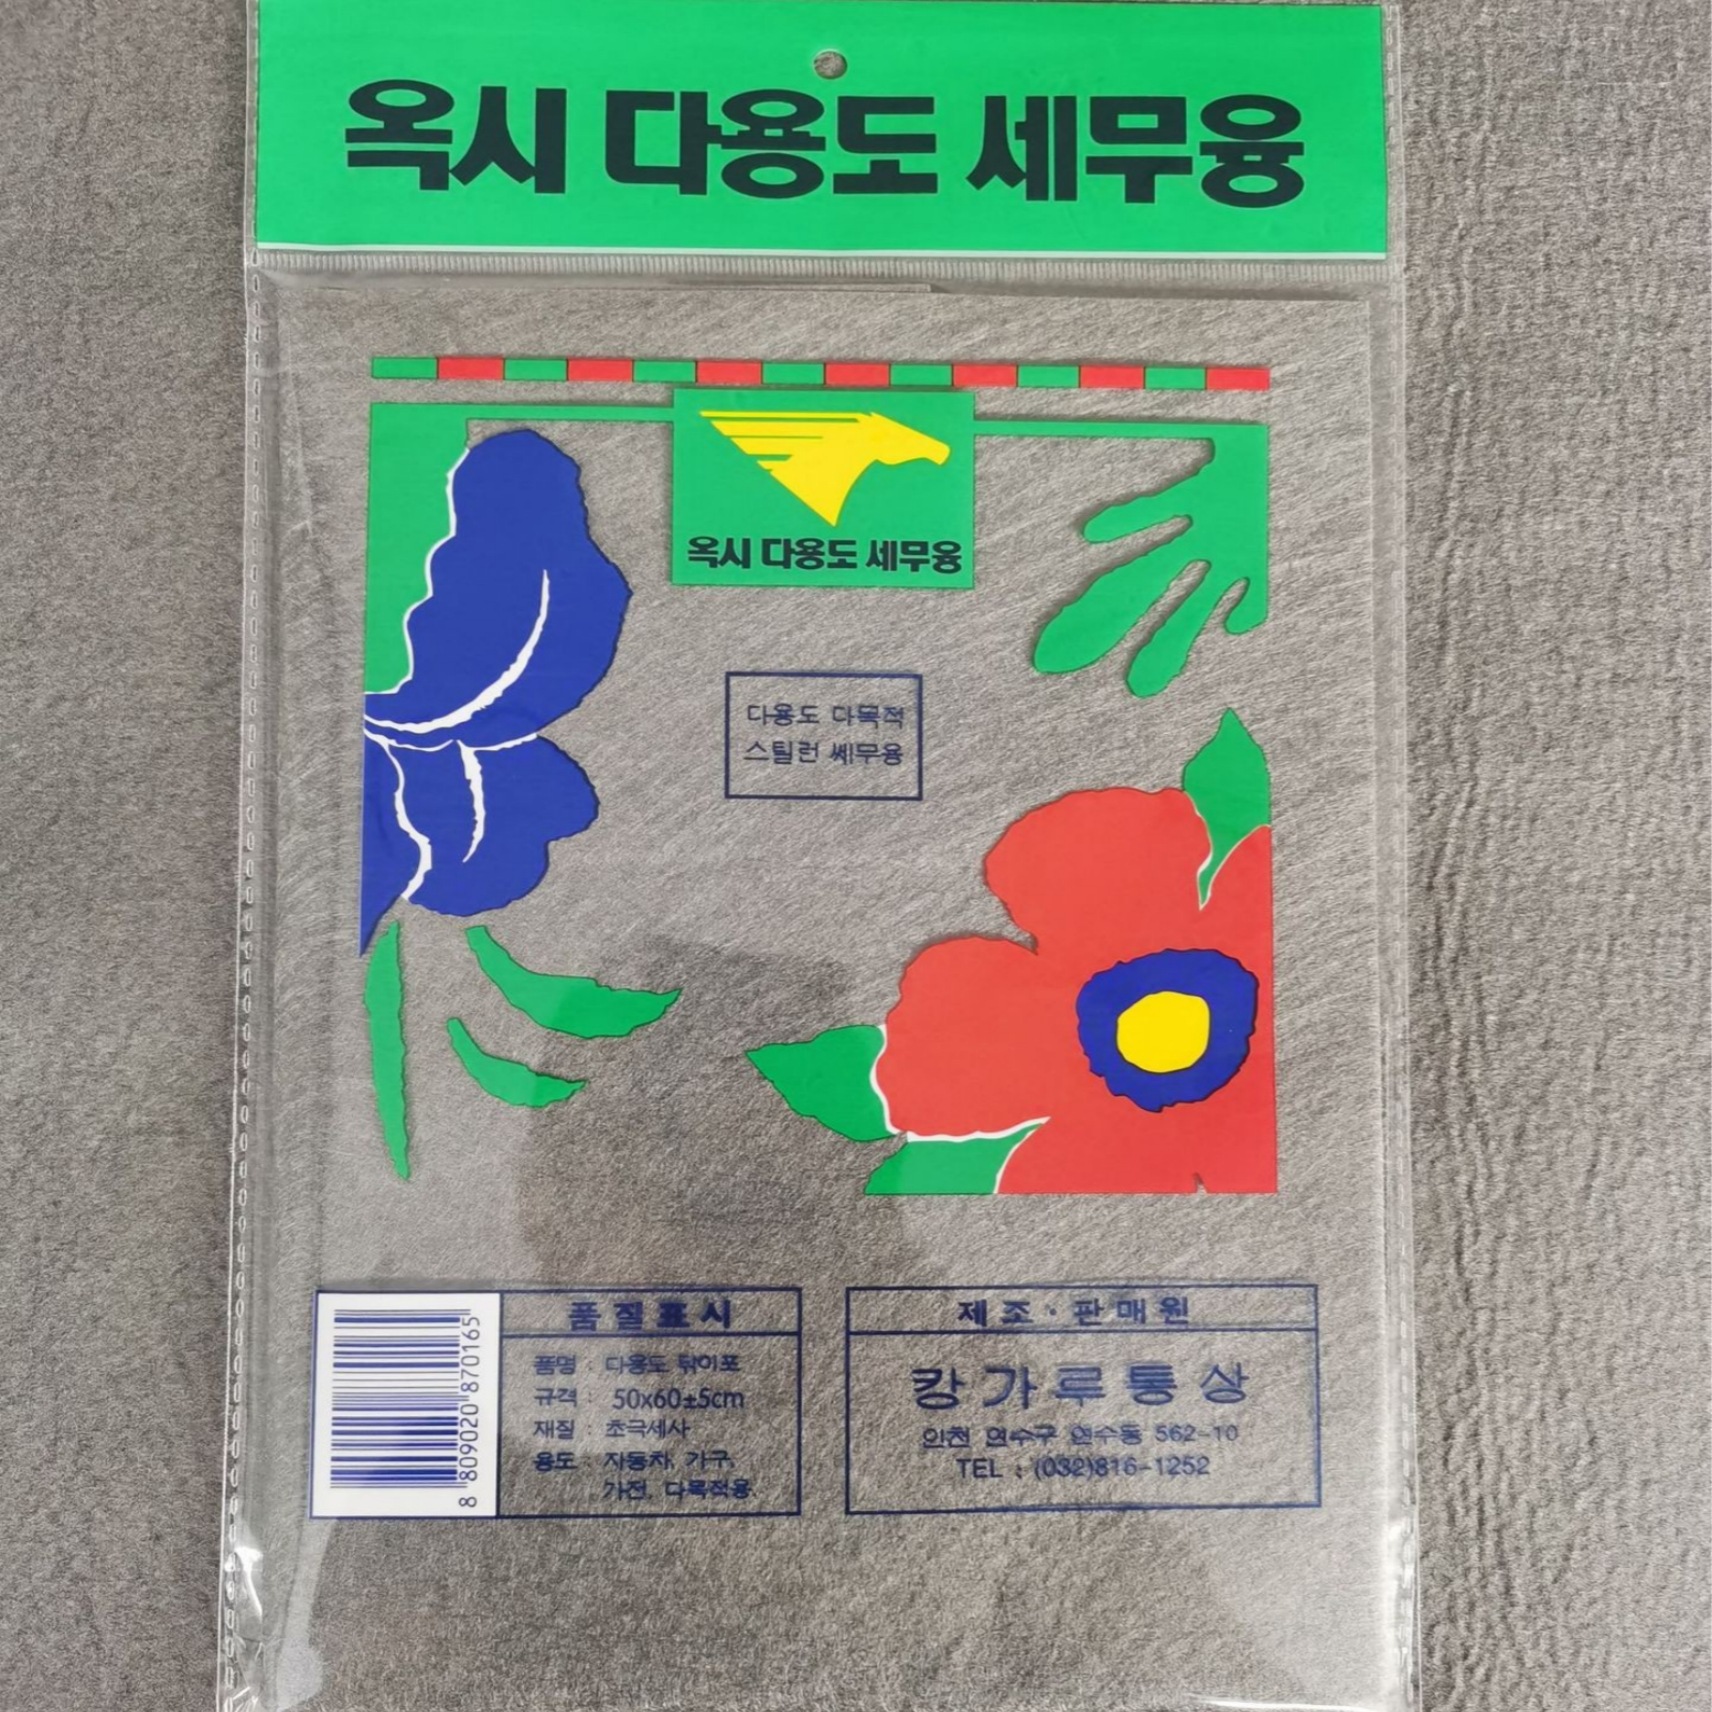 옥시 다용도 세무융
옥시 다용도 세무융
다용도 다목적
스틸런 쎄무융
8 809020 870165
품질표시
품명 : 다용도 닦이포
규격 : 50x60±5cm
재질 : 초극세사
용도 : 자동차, 가구,
가전, 다목적용
제조·판매원
캉가루통상
인천 연수구 연수동 562-10
TEL : (032)816-1252